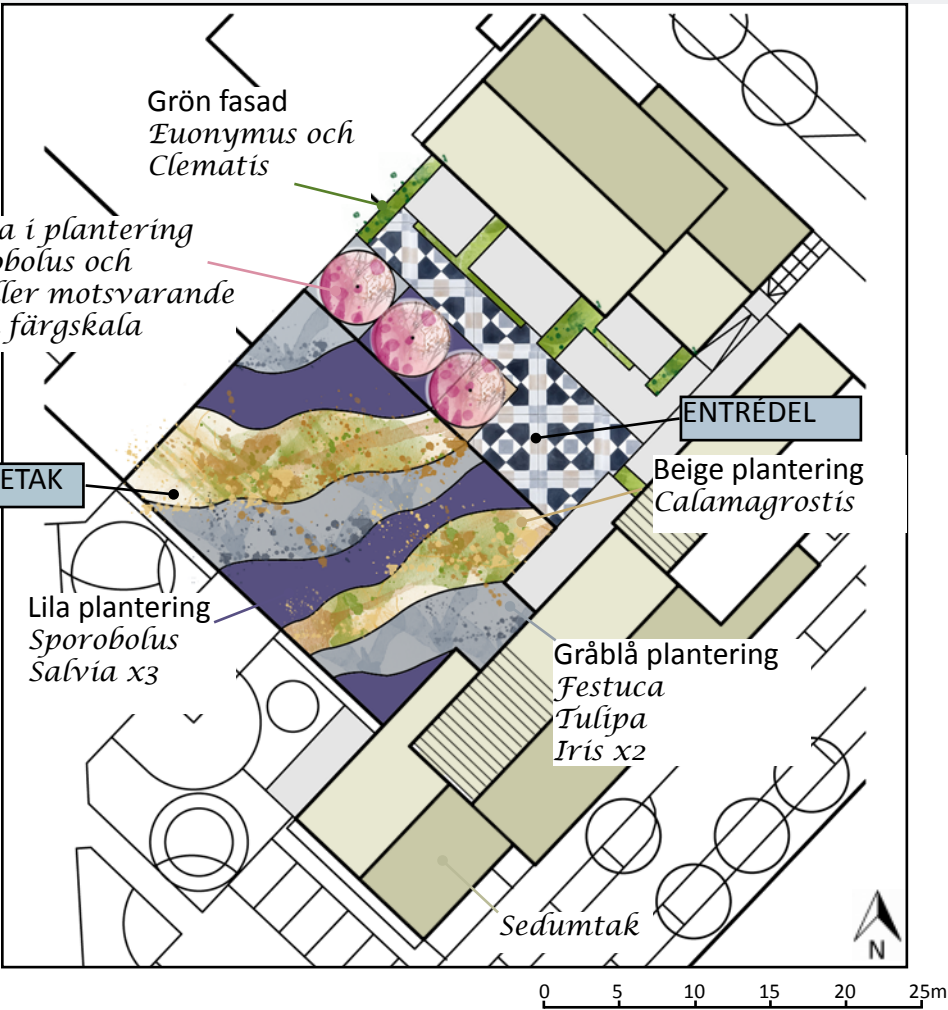 Grön fasad
Euonymus och
Clematis
a i plantering
obolus och
ller motsvarande
färgskala
ENTRÉDEL
ETAK
Beige plantering
Calamagrostis
Lila plantering
Sporobolus
Salvia x3
Gråblå plantering
Festuca
Tulipa
Iris x2
Sedumtak
N
0 5 10 15 20 25m